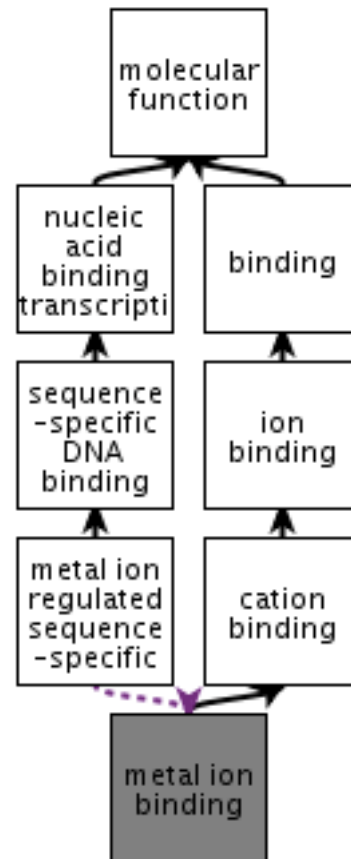 molecular
function
nucleic
acid
binding
transcripti
binding
sequence
-specific
DNA
binding
ion
binding
metal ion
regulated
sequence
-specific
cation
binding
metal ion
binding